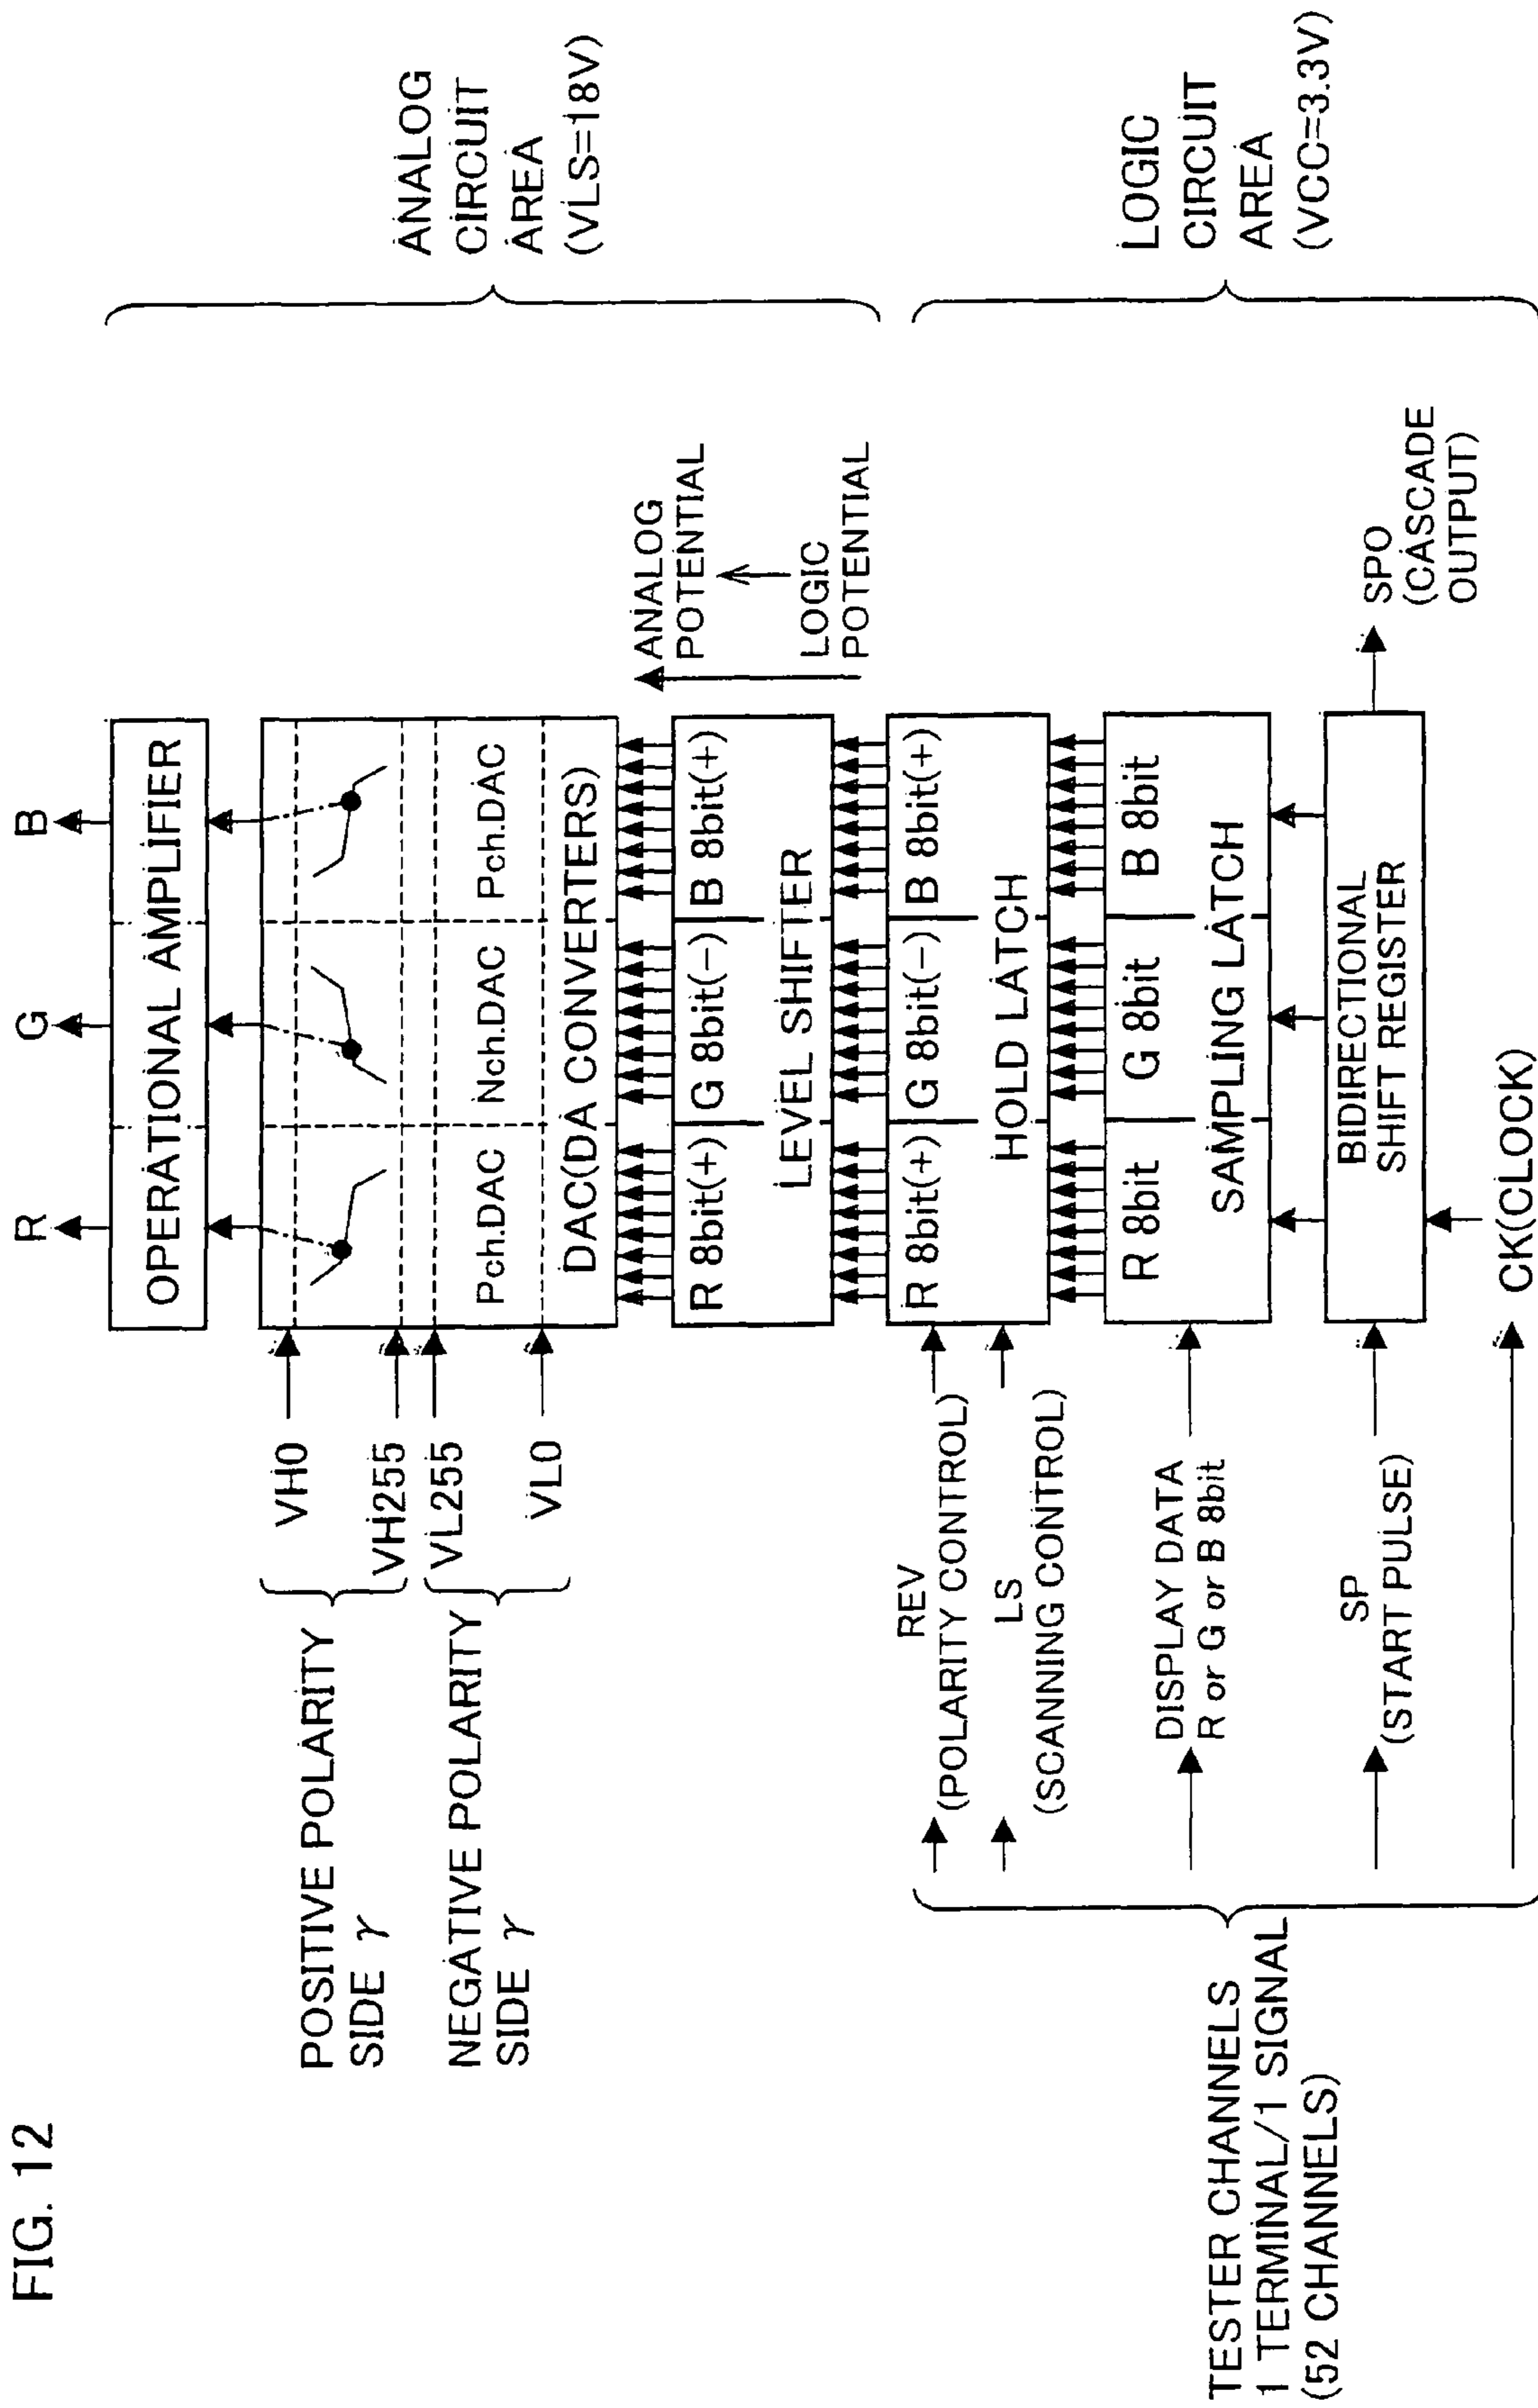 FIG. 12
R
G
B
OPERATIONAL AMPLIFIER
POSITIVE POLARITY
SIDE γ
VH0
VH255
NEGATIVE POLARITY
SIDE γ
VL255
VL0
Pch.DAC
Nch.DAC
Pch.DAC
DAC(DA CONVERTERS)
ANALOG
CIRCUIT
AREA
(VLS=18V)
R 8bit(+)
G 8bit(-)
B 8bit(+)
LEVEL SHIFTER
ANALOG
POTENTIAL
LOGIC
POTENTIAL
REV
(POLARITY CONTROL)
LS
(SCANNING CONTROL)
R 8bit(+)
G 8bit(-)
B 8bit(+)
HOLD LATCH
DISPLAY DATA
R or G or B 8bit
R 8bit
G 8bit
B 8bit
SAMPLING LATCH
LOGIC
CIRCUIT
AREA
(VCC=3.3V)
TESTER CHANNELS
1 TERMINAL/1 SIGNAL
(52 CHANNELS)
SP
(START PULSE)
BIDIRECTIONAL
SHIFT REGISTER
SPO
(CASCADE
OUTPUT)
CK(CLOCK)